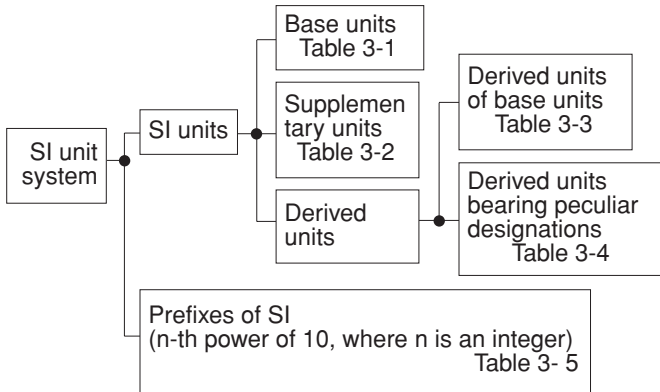 SI unit
system
SI units
Base units
Table 3-1
Supplemen
tary units
Table 3-2
Derived
units
Derived units
of base units
Table 3-3
Derived units
bearing peculiar
designations
Table 3-4
Prefixes of SI
(n-th power of 10, where n is an integer)
Table 3- 5